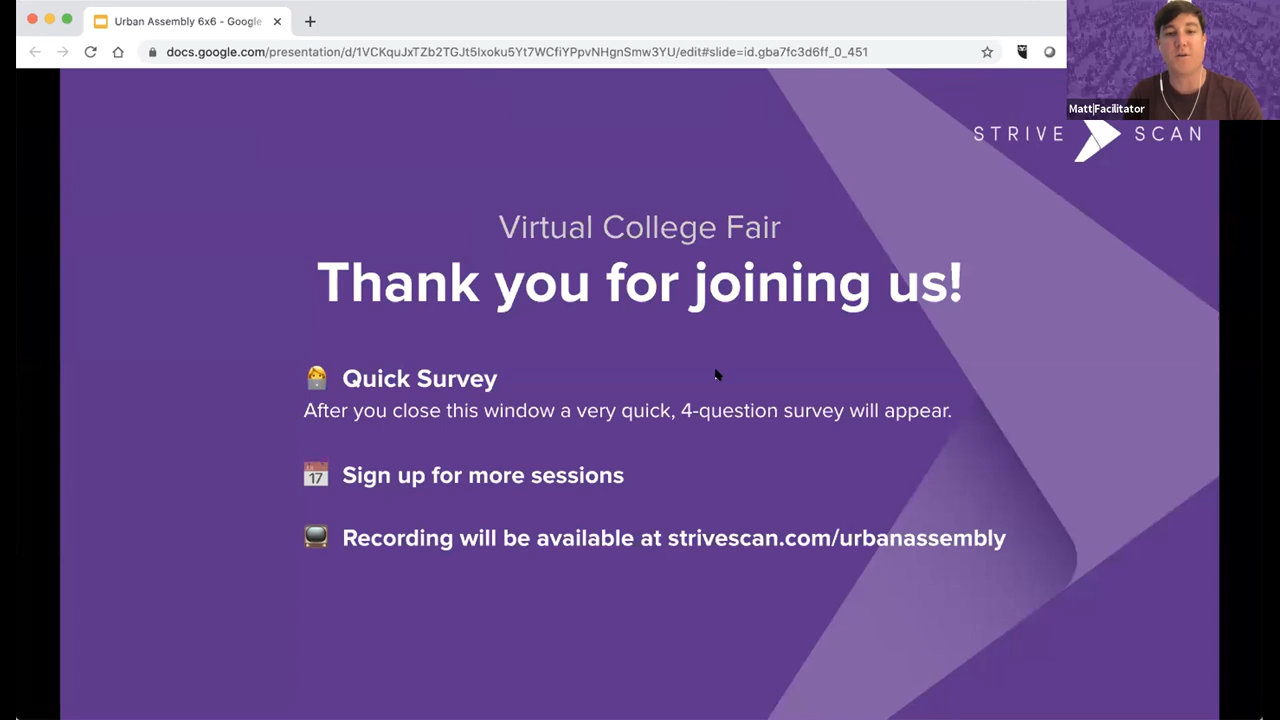 Urban Assembly 6x6 - Google
docs.google.com/presentation/d/1VCKquJxTZb2TGJt5Ixoku5Yt7WCfiYPpvNHgnSmw3YU/edit#slide=id.gba7fc3d6ff_0_451
Matt|Facilitator
STRIVE SCAN
Virtual College Fair
Thank you for joining us!
Quick Survey
After you close this window a very quick, 4-question survey will appear.
17 Sign up for more sessions
Recording will be available at strivescan.com/urbanassembly